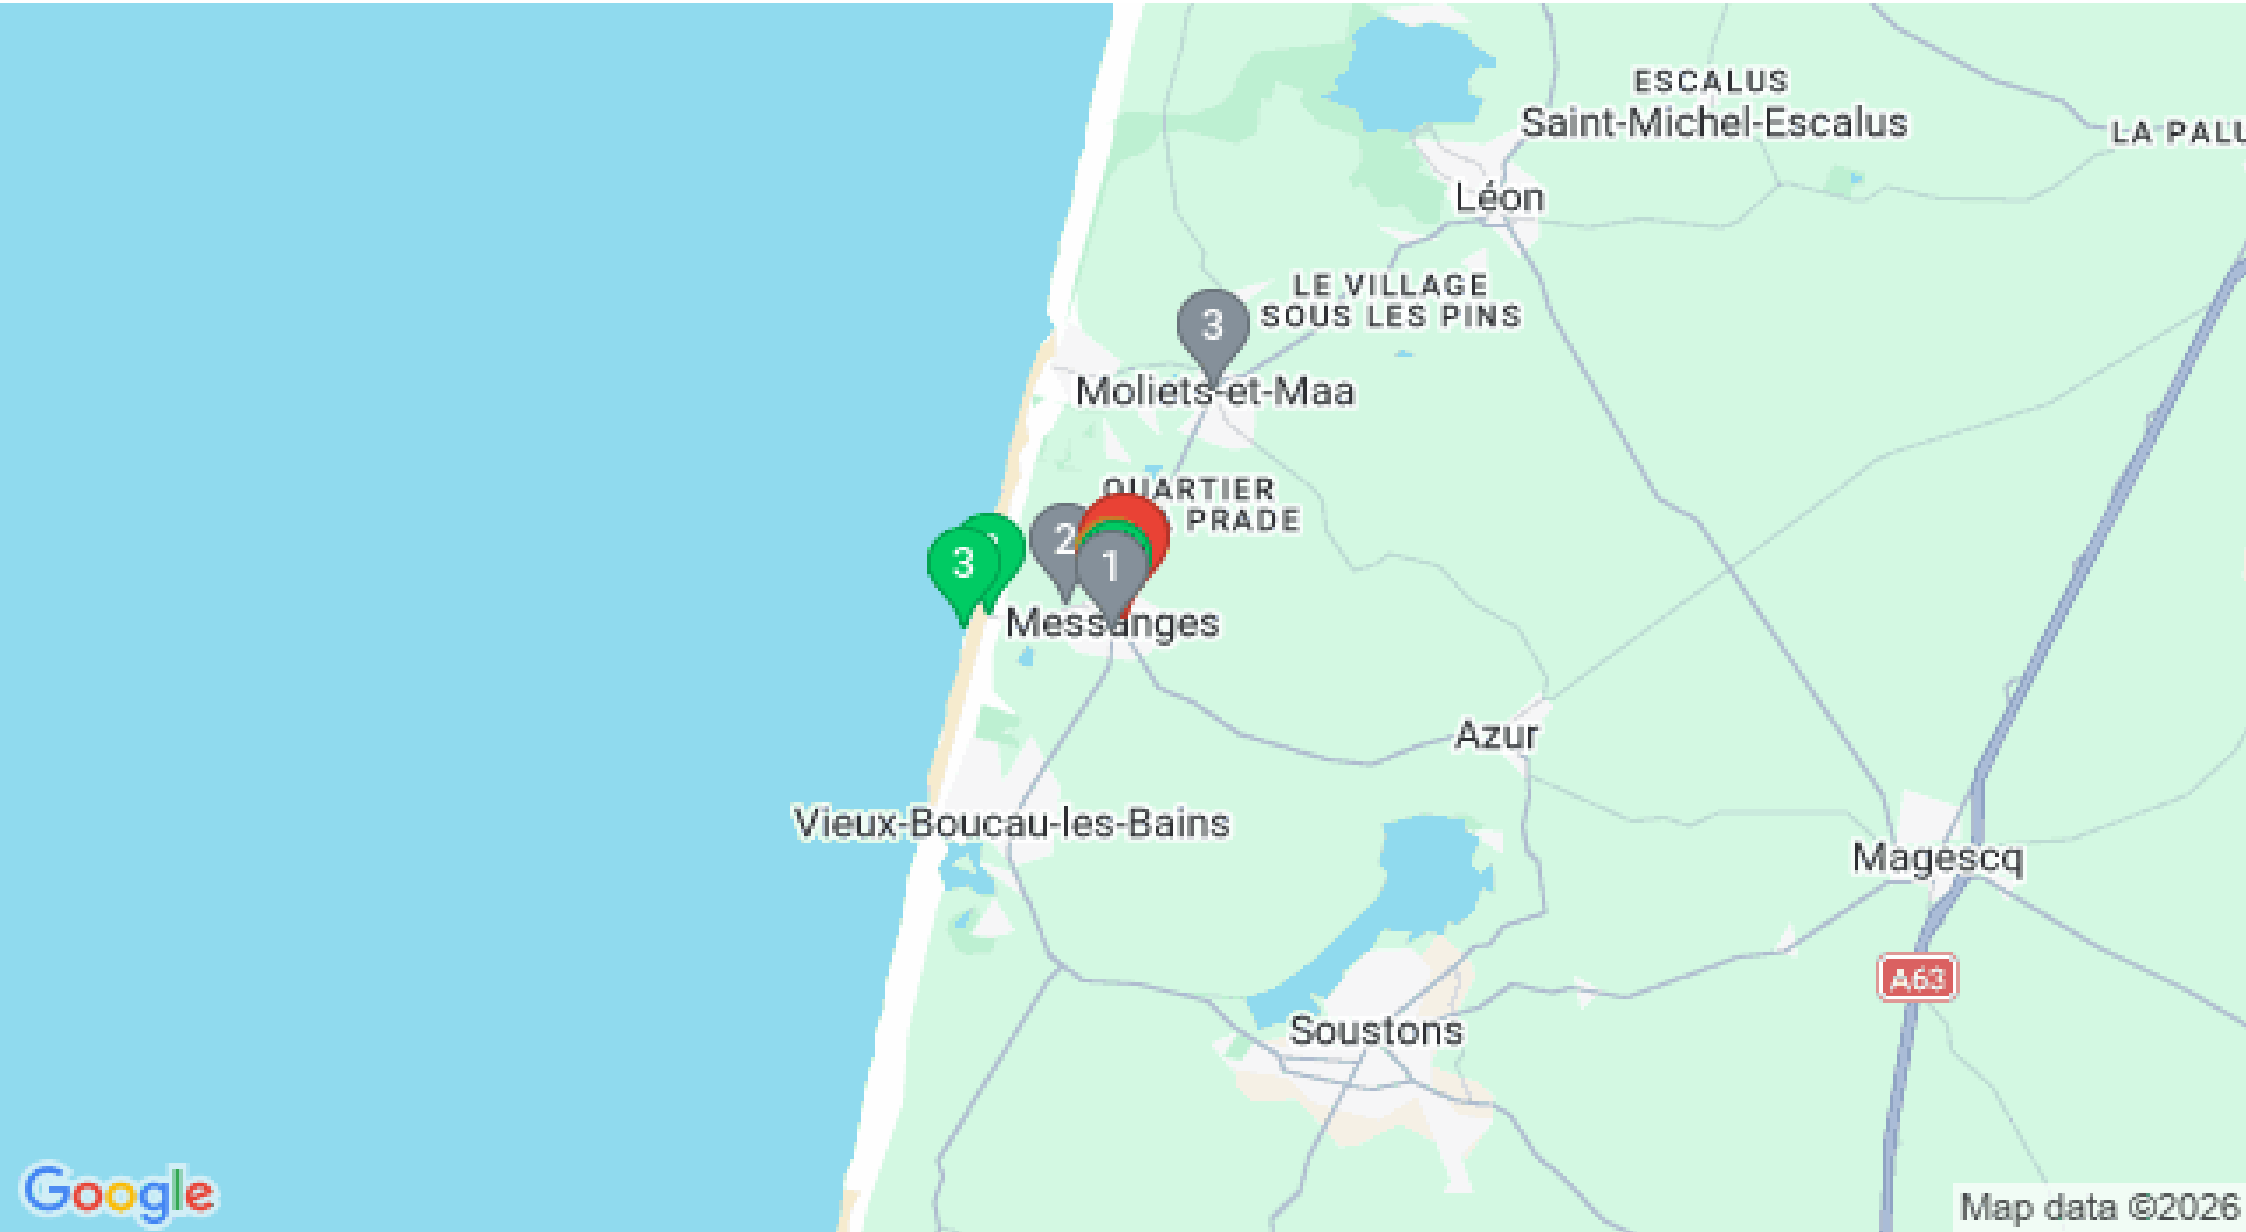 ESCALUS
Saint-Michel-Escalus
LA PALU
Léon
LE VILLAGE
SOUS LES PINS
3
Moliets-et-Maa
QUARTIER
PRADE
2
3
1
Messanges
Azur
Vieux-Boucau-les-Bains
Magescq
A63
Soustons
Google
Map data ©2026